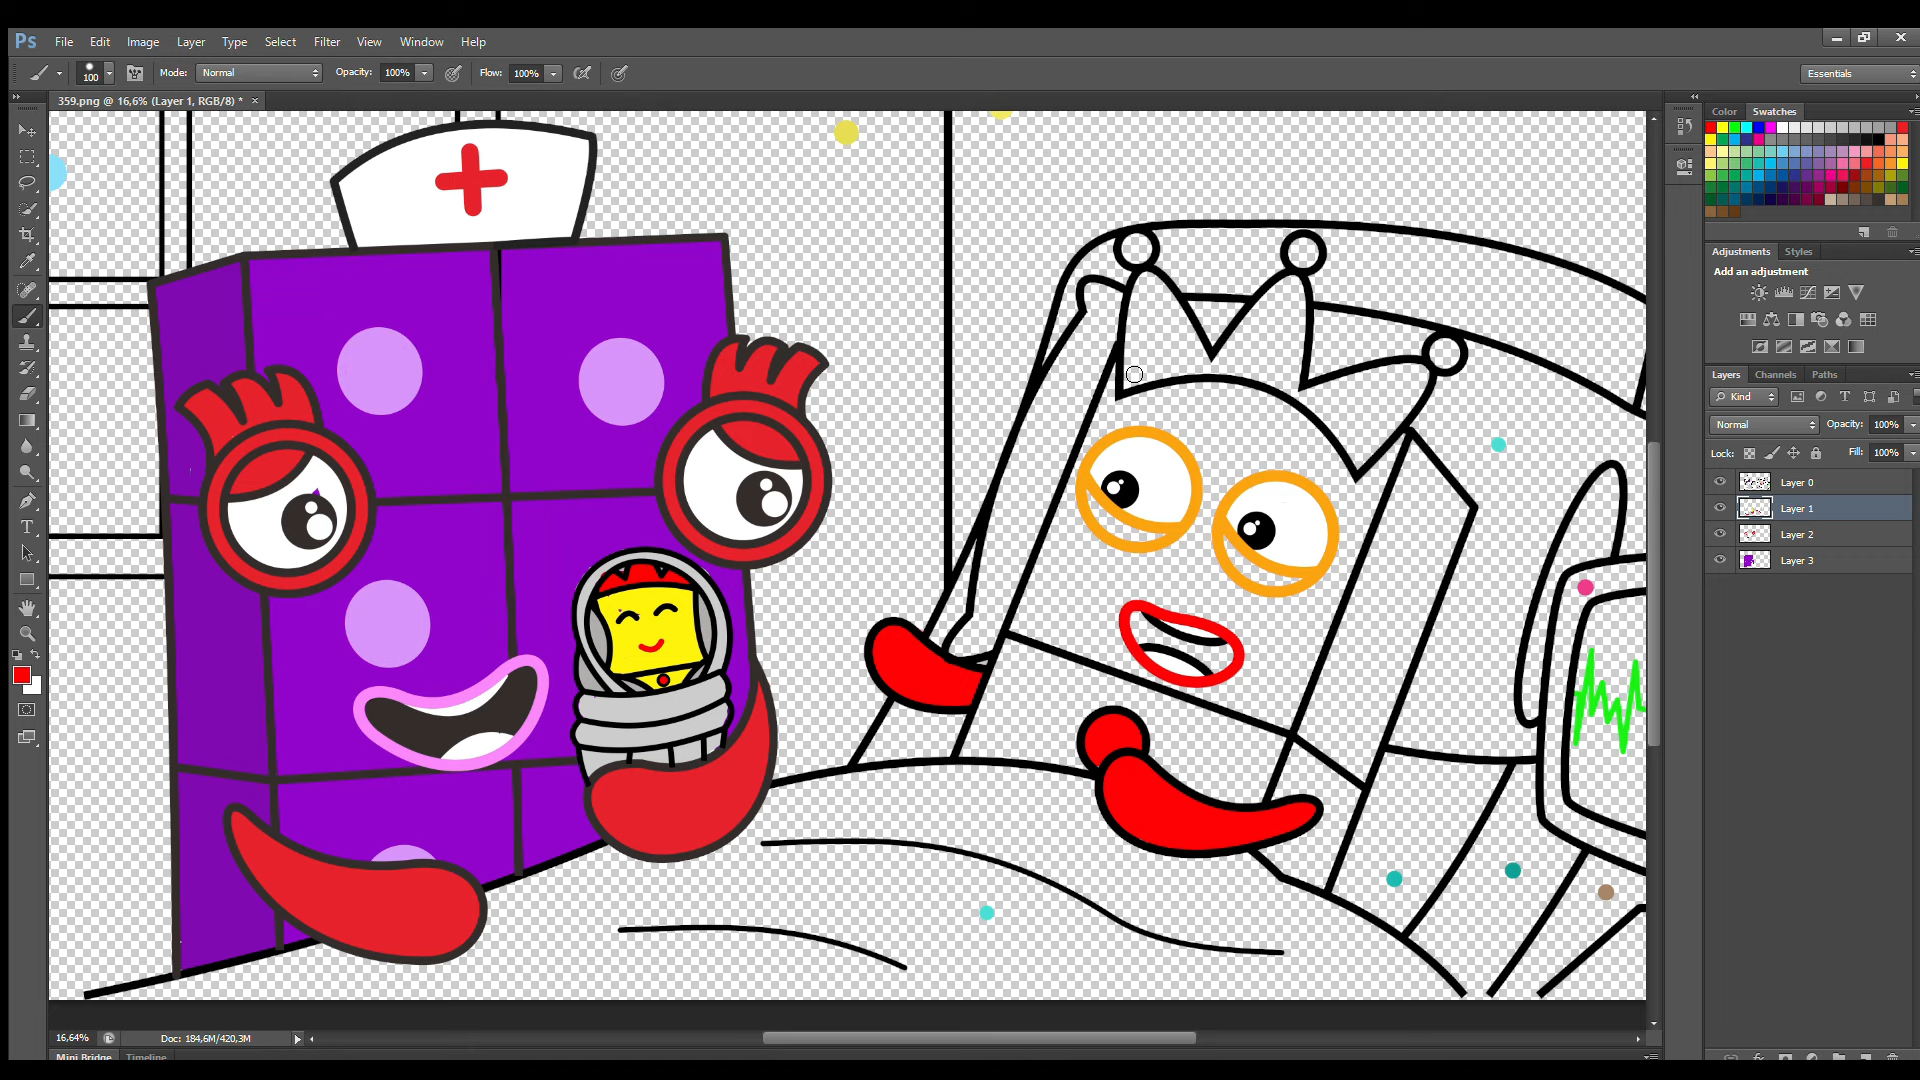 Ps File Edit Image Layer Type Select Filter View Window Help
100 Mode: Normal Opacity: 100% Flow: 100% Essentials
359.png @ 16,6% (Layer 1, RGB/8) * ×
Color Swatches
Adjustments Styles
Add an adjustment
Layers Channels Paths
Kind
Normal Opacity: 100%
Lock: Fill: 100%
Layer 0
Layer 1
Layer 2
Layer 3
16,64% Doc: 184,6M/420,3M
Mini Bridge Timeline